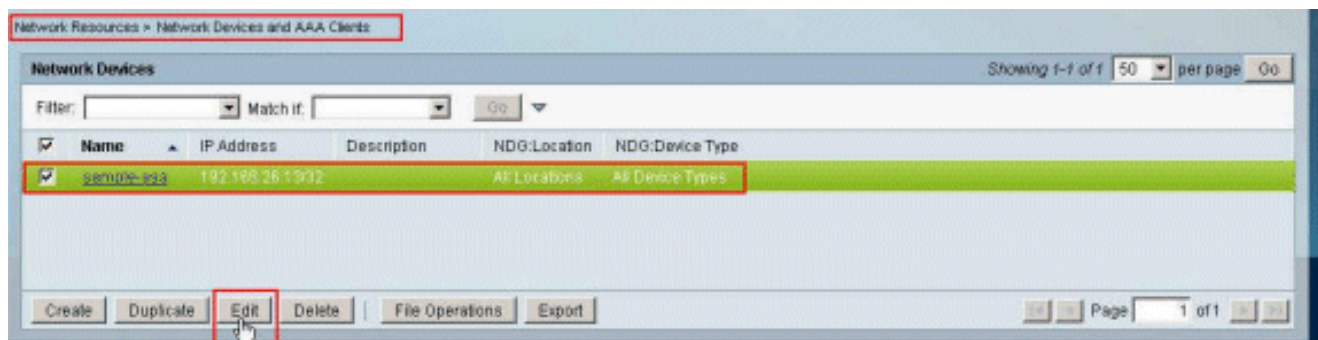 Network Resources > Network Devices and AAA Clients
Network Devices Showing 1-1 of 1 50 per page Go
Filter: Match if: Go
Name IP Address Description NDG:Location NDG:Device Type
sample-asa 192.168.26.13/32 All Locations All Device Types
Create Duplicate Edit Delete | File Operations Export Page 1 of 1